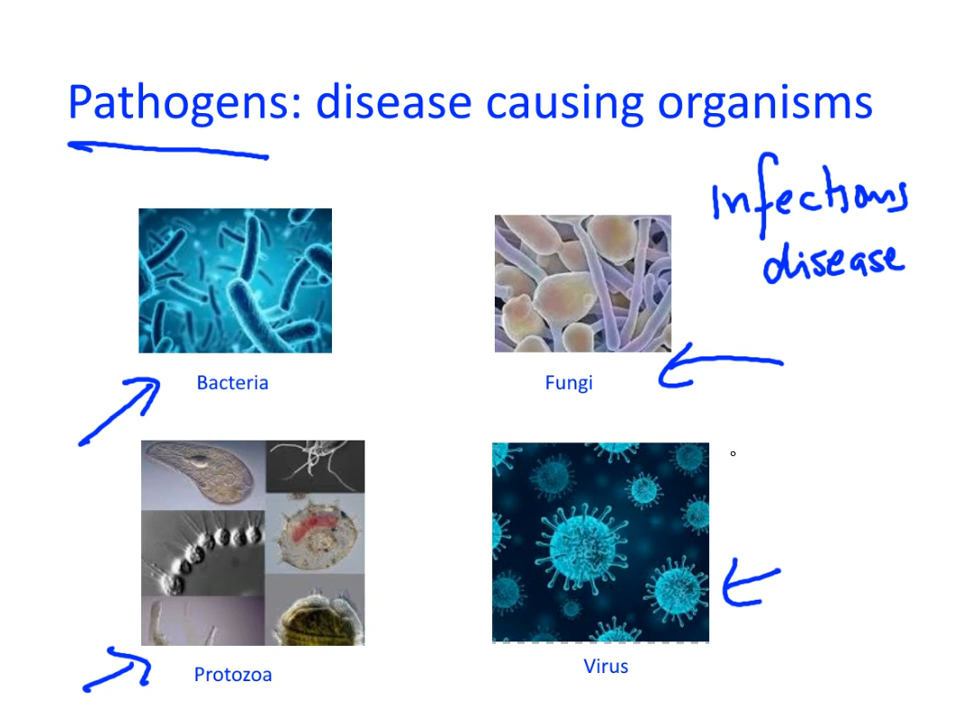 Pathogens: disease causing organisms
Infectious
disease
Bacteria
Fungi
Protozoa
Virus